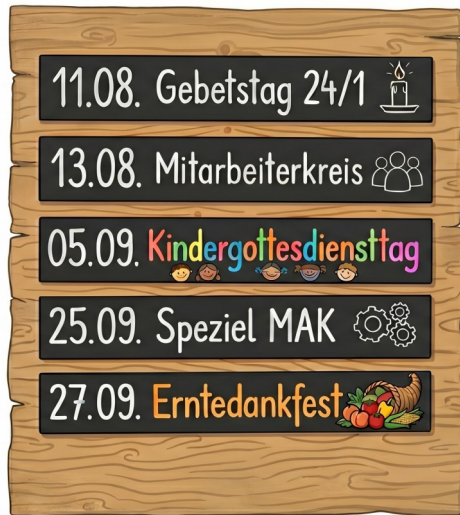 11.08. Gebetstag 24/1
13.08. Mitarbeiterkreis
05.09. Kindergottesdiensttag
25.09. Speziel MAK
27.09. Erntedankfest